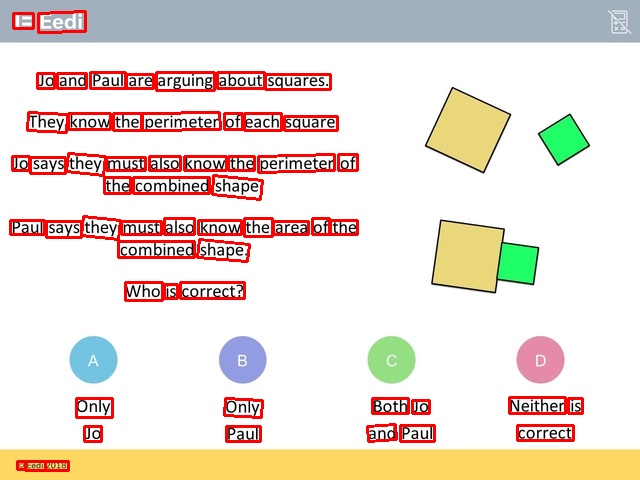 Eedi
Jo and Paul are arguing about squares.
They know the perimeter of each square
Jo says they must also know the perimeter of
the combined shape
Paul says they must also know the area of the
combined shape.
Who is correct?
A
B
C
D
Only
Jo
Only
Paul
Both Jo
and Paul
Neither is
correct
© Eedi 2018